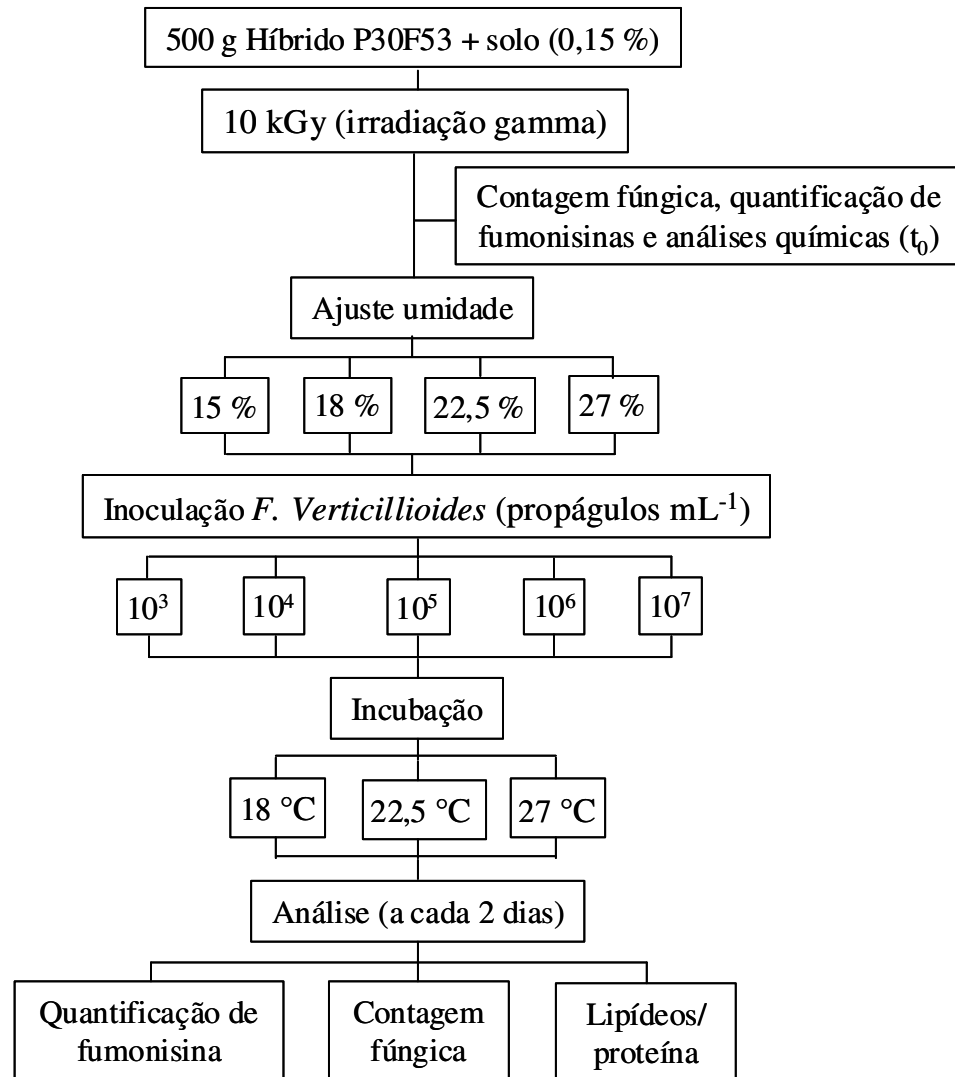 500 g Híbrido P30F53 + solo (0,15 %)
10 kGy (irradiação gamma)
Contagem fúngica, quantificação de
fumonisinas e análises químicas (t₀)
Ajuste umidade
15 %
18 %
22,5 %
27 %
Inoculação F. Verticillioides (propágulos mL⁻¹)
10³
10⁴
10⁵
10⁶
10⁷
Incubação
18 °C
22,5 °C
27 °C
Análise (a cada 2 dias)
Quantificação de
fumonisina
Contagem
fúngica
Lipídeos/
proteína